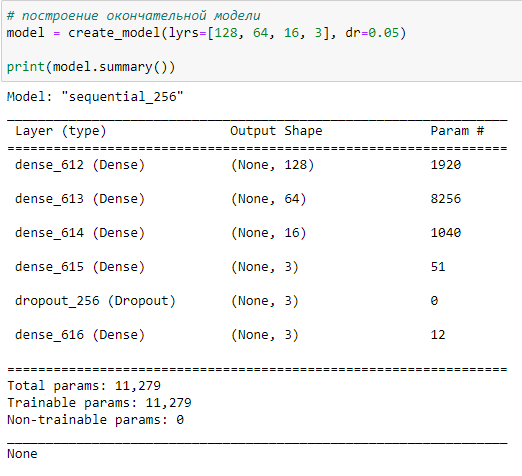 # построение окончательной модели
model = create_model(lyrs=[128, 64, 16, 3], dr=0.05)
print(model.summary())
Model: "sequential_256"
_________________________________________________________________
Layer (type) Output Shape Param #
=================================================================
dense_612 (Dense) (None, 128) 1920
dense_613 (Dense) (None, 64) 8256
dense_614 (Dense) (None, 16) 1040
dense_615 (Dense) (None, 3) 51
dropout_256 (Dropout) (None, 3) 0
dense_616 (Dense) (None, 3) 12
=================================================================
Total params: 11,279
Trainable params: 11,279
Non-trainable params: 0
_________________________________________________________________
None